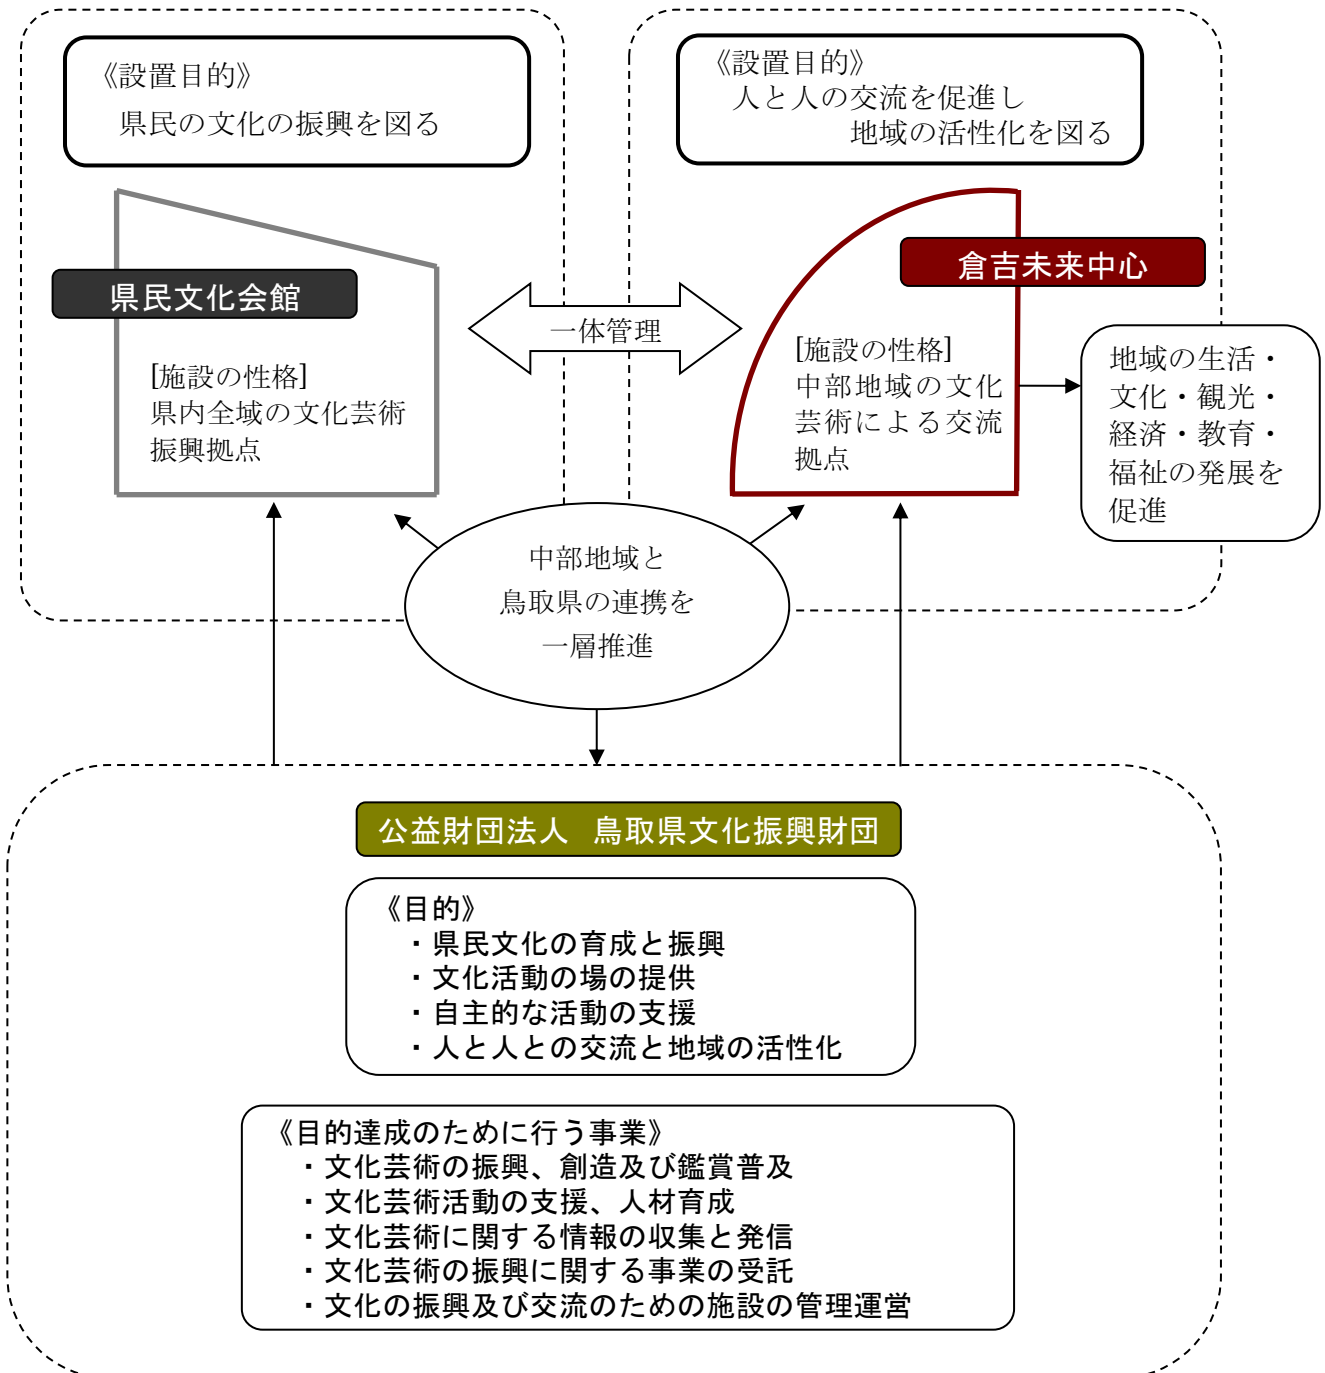 《設置目的》
県民の文化の振興を図る
《設置目的》
人と人の交流を促進し
地域の活性化を図る
県民文化会館
[施設の性格]
県内全域の文化芸術
振興拠点
一体管理
倉吉未来中心
[施設の性格]
中部地域の文化
芸術による交流
拠点
地域の生活・
文化・観光・
経済・教育・
福祉の発展を
促進
中部地域と
鳥取県の連携を
一層推進
公益財団法人　鳥取県文化振興財団
《目的》
・県民文化の育成と振興
・文化活動の場の提供
・自主的な活動の支援
・人と人との交流と地域の活性化
《目的達成のために行う事業》
・文化芸術の振興、創造及び鑑賞普及
・文化芸術活動の支援、人材育成
・文化芸術に関する情報の収集と発信
・文化芸術の振興に関する事業の受託
・文化の振興及び交流のための施設の管理運営